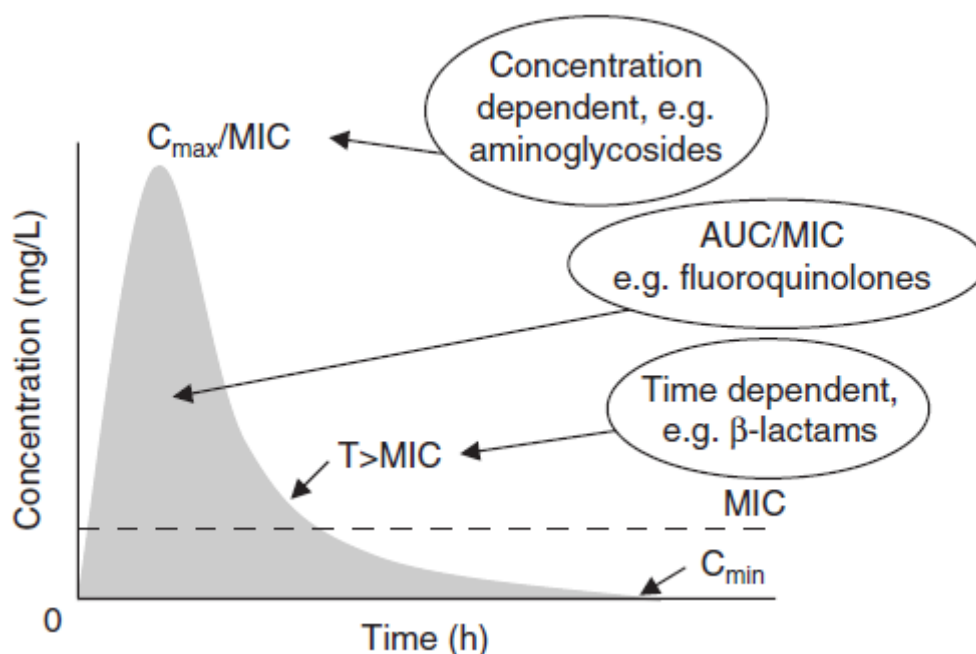 Concentration
dependent, e.g.
aminoglycosides
Cmax/MIC
AUC/MIC
e.g. fluoroquinolones
Time dependent,
e.g. β-lactams
T>MIC
MIC
Cmin
Concentration (mg/L)
0
Time (h)